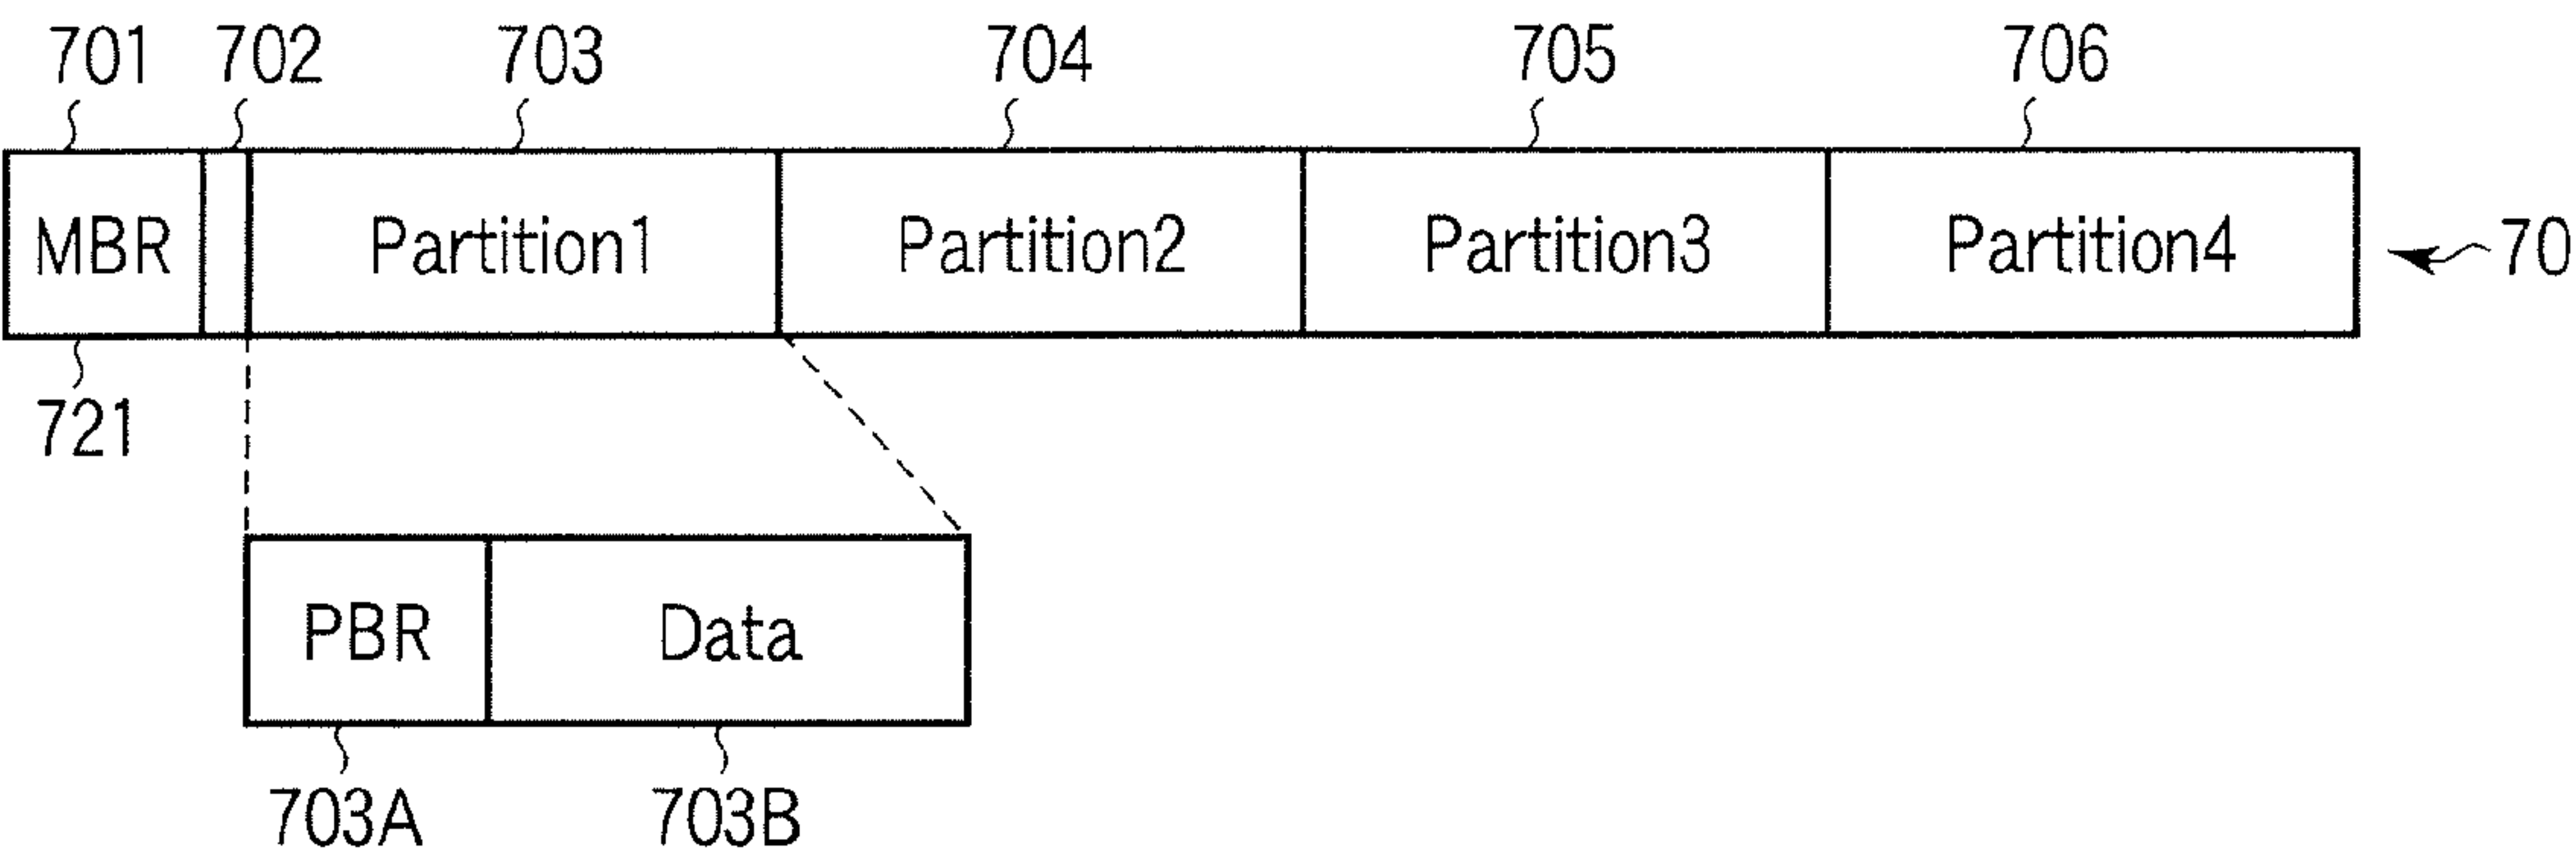 701 702 703 704 705 706
MBR Partition1 Partition2 Partition3 Partition4 70
721
PBR Data
703A 703B